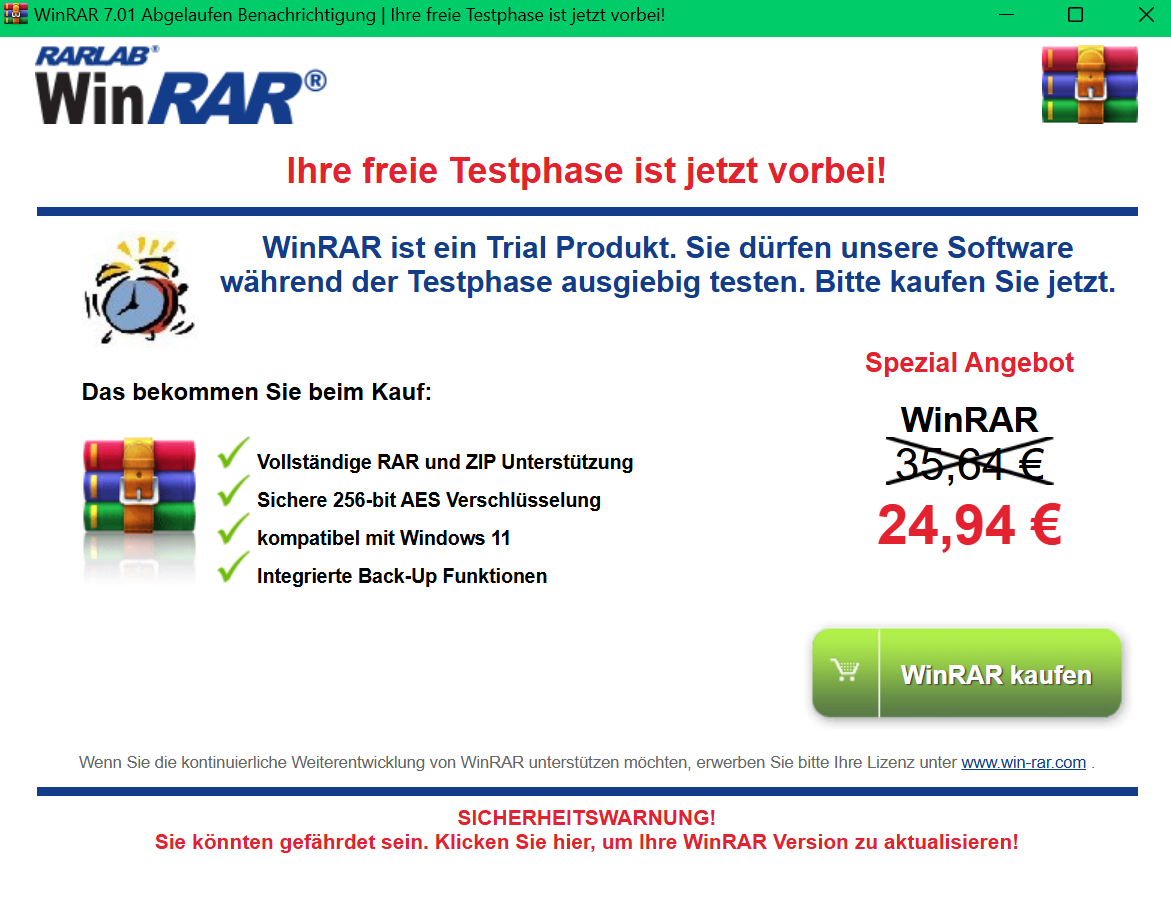 WinRAR 7.01 Abgelaufen Benachrichtigung | Ihre freie Testphase ist jetzt vorbei!
RARLAB®
WinRAR®
Ihre freie Testphase ist jetzt vorbei!
WinRAR ist ein Trial Produkt. Sie dürfen unsere Software
während der Testphase ausgiebig testen. Bitte kaufen Sie jetzt.
Das bekommen Sie beim Kauf:
Vollständige RAR und ZIP Unterstützung
Sichere 256-bit AES Verschlüsselung
kompatibel mit Windows 11
Integrierte Back-Up Funktionen
Spezial Angebot
WinRAR
35,64 €
24,94 €
WinRAR kaufen
Wenn Sie die kontinuierliche Weiterentwicklung von WinRAR unterstützen möchten, erwerben Sie bitte Ihre Lizenz unter www.win-rar.com .
SICHERHEITSWARNUNG!
Sie könnten gefährdet sein. Klicken Sie hier, um Ihre WinRAR Version zu aktualisieren!